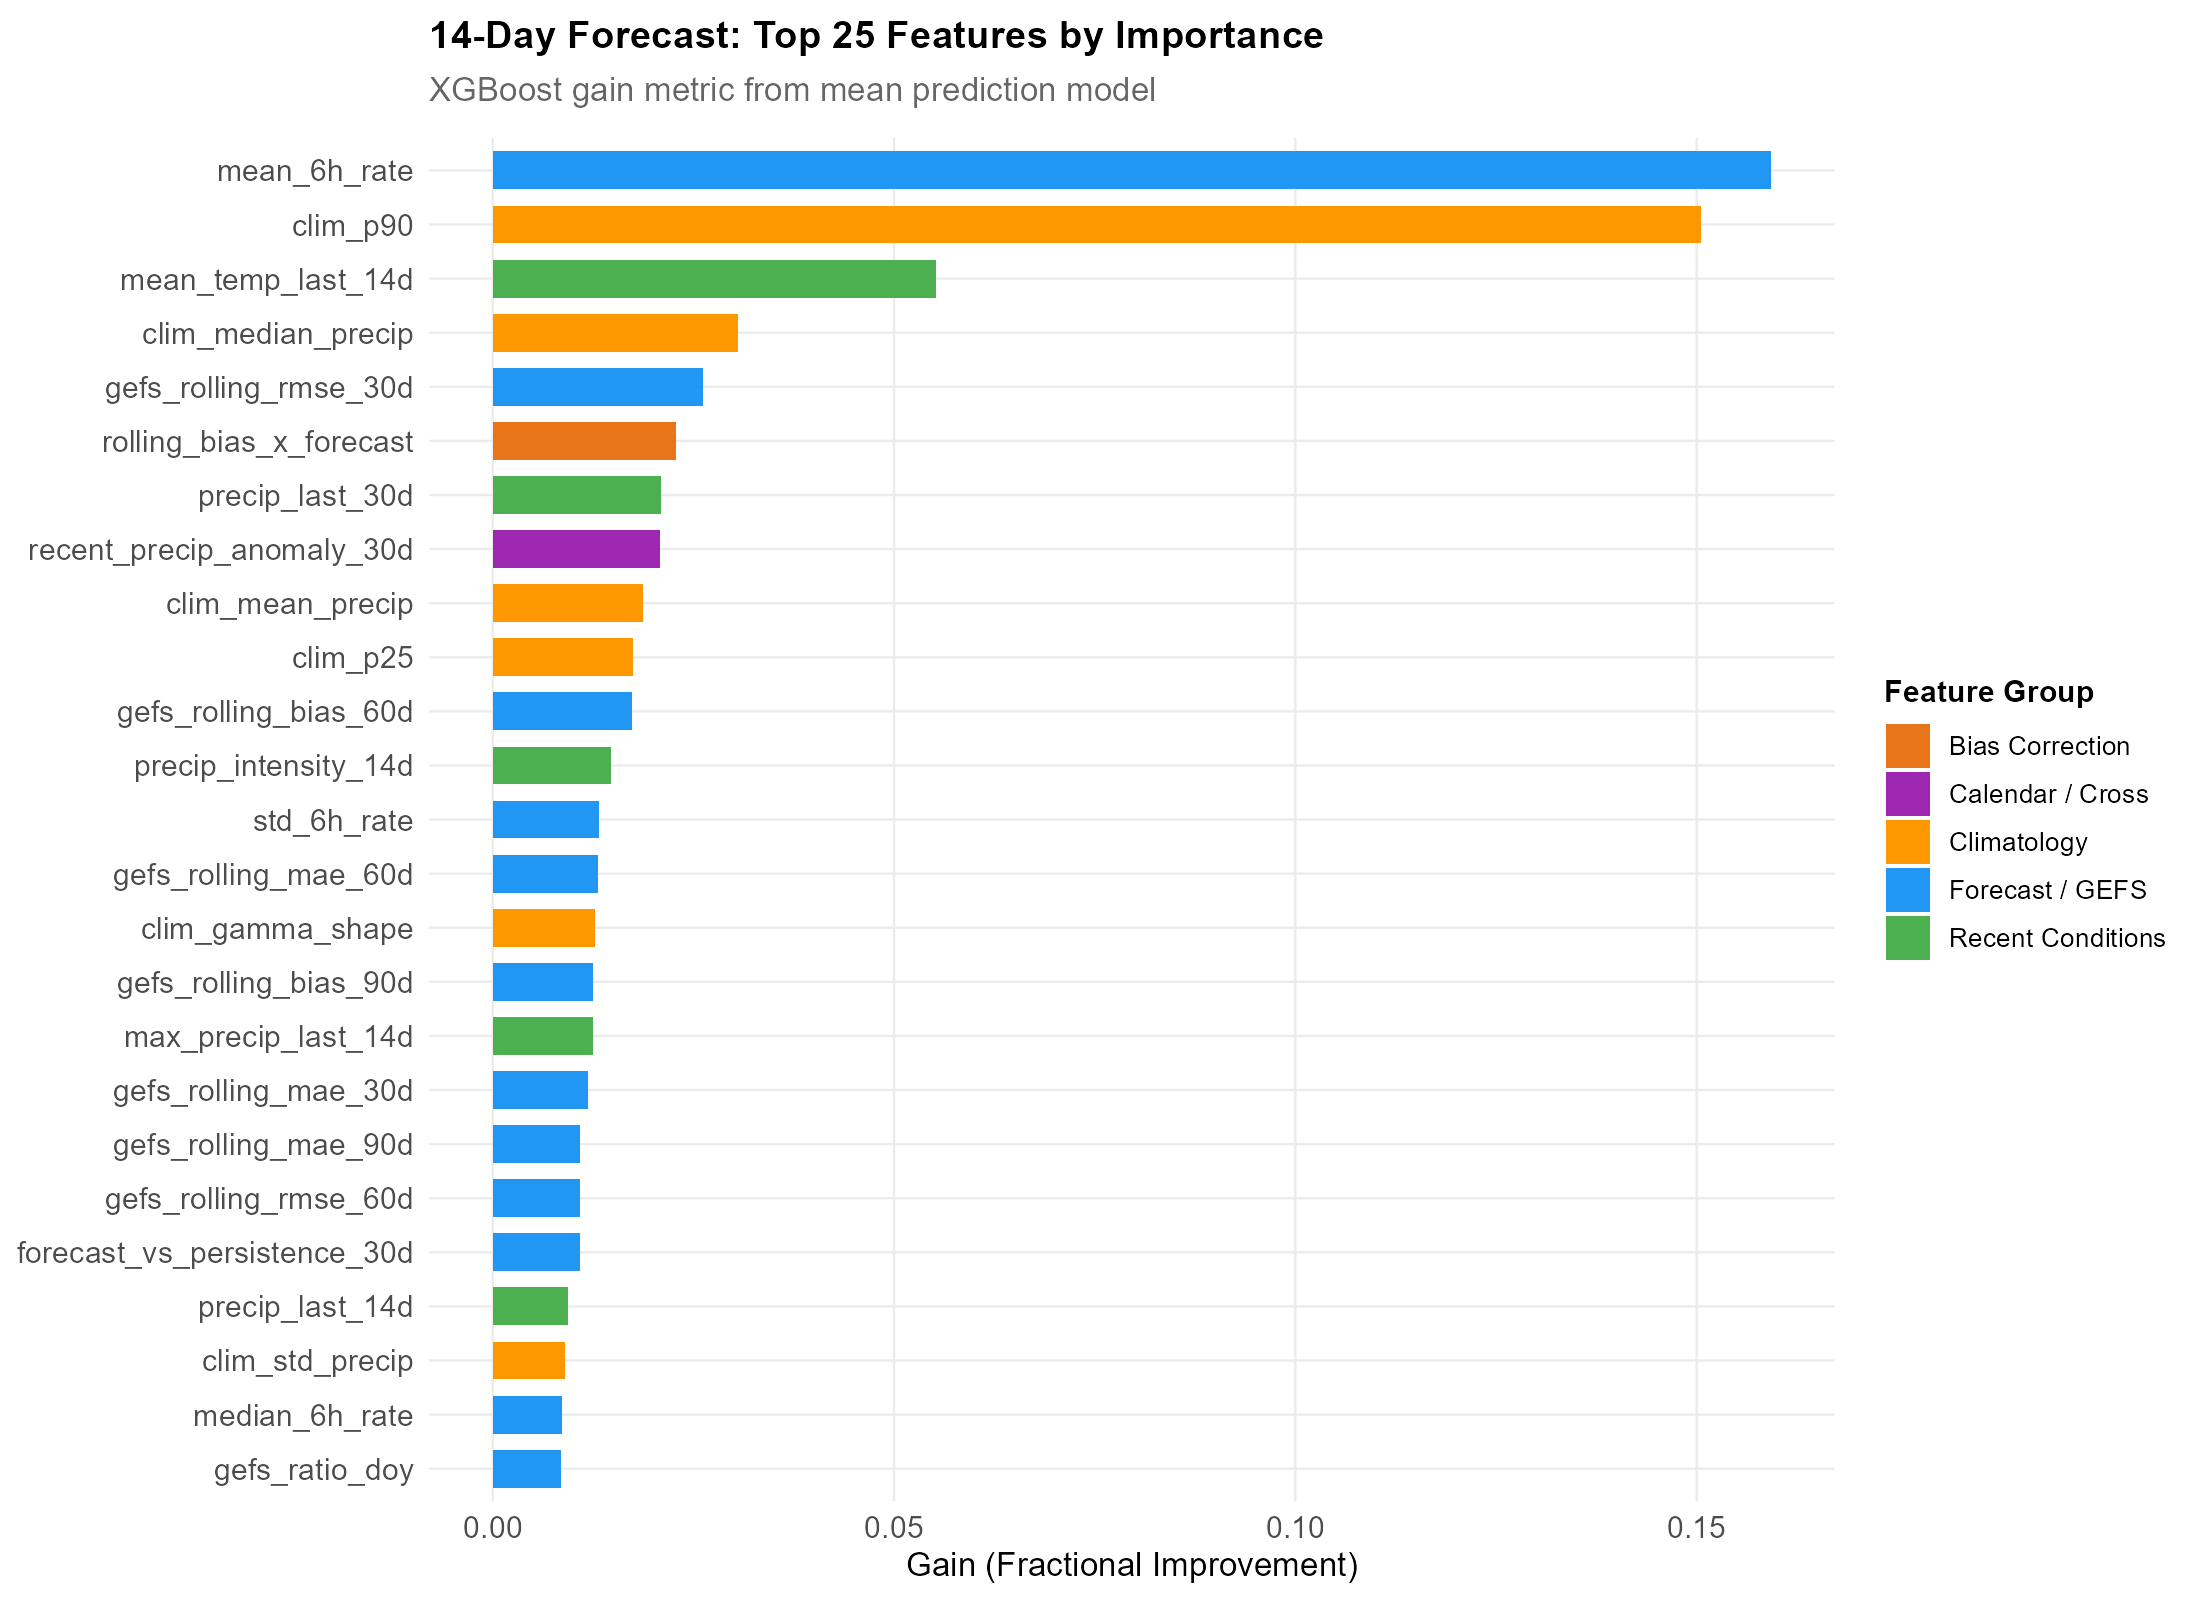 14-Day Forecast: Top 25 Features by Importance
XGBoost gain metric from mean prediction model
mean_6h_rate
clim_p90
mean_temp_last_14d
clim_median_precip
gefs_rolling_rmse_30d
rolling_bias_x_forecast
precip_last_30d
recent_precip_anomaly_30d
clim_mean_precip
clim_p25
gefs_rolling_bias_60d
precip_intensity_14d
std_6h_rate
gefs_rolling_mae_60d
clim_gamma_shape
gefs_rolling_bias_90d
max_precip_last_14d
gefs_rolling_mae_30d
gefs_rolling_mae_90d
gefs_rolling_rmse_60d
forecast_vs_persistence_30d
precip_last_14d
clim_std_precip
median_6h_rate
gefs_ratio_doy
0.00 0.05 0.10 0.15
Gain (Fractional Improvement)
Feature Group
Bias Correction
Calendar / Cross
Climatology
Forecast / GEFS
Recent Conditions